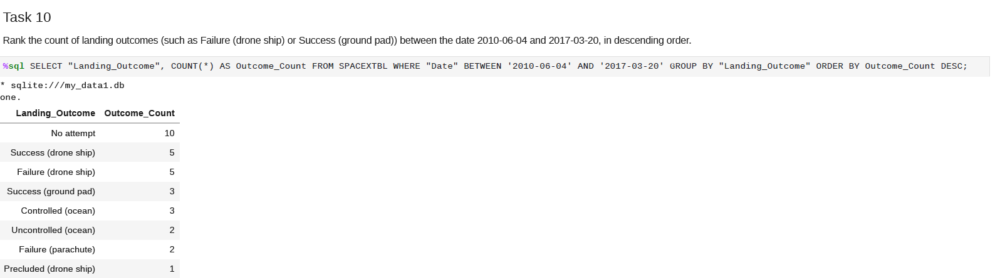 Task 10
Rank the count of landing outcomes (such as Failure (drone ship) or Success (ground pad)) between the date 2010-06-04 and 2017-03-20, in descending order.
%sql SELECT "Landing_Outcome", COUNT(*) AS Outcome_Count FROM SPACEXTBL WHERE "Date" BETWEEN '2010-06-04' AND '2017-03-20' GROUP BY "Landing_Outcome" ORDER BY Outcome_Count DESC;
* sqlite:///my_data1.db
one.
Landing_Outcome Outcome_Count
No attempt 10
Success (drone ship) 5
Failure (drone ship) 5
Success (ground pad) 3
Controlled (ocean) 3
Uncontrolled (ocean) 2
Failure (parachute) 2
Precluded (drone ship) 1